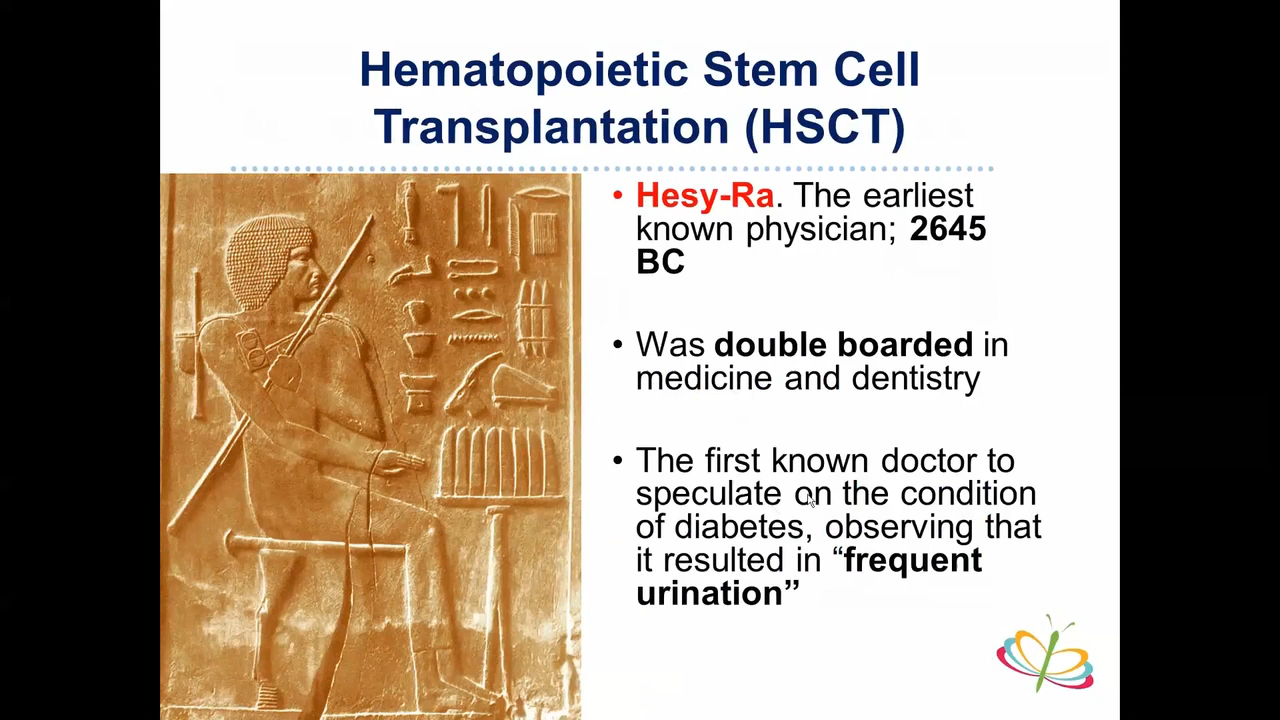 Hematopoietic Stem Cell
Transplantation (HSCT)
• Hesy-Ra. The earliest
known physician; 2645
BC
• Was double boarded in
medicine and dentistry
• The first known doctor to
speculate on the condition
of diabetes, observing that
it resulted in “frequent
urination”